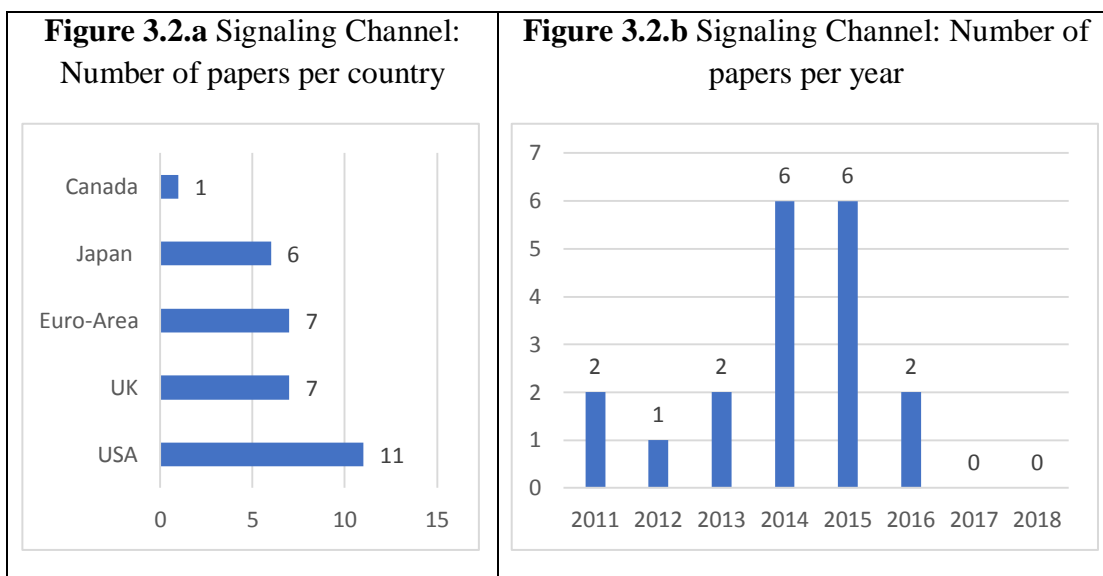 Figure 3.2.a Signaling Channel:
Number of papers per country
Canada 1
Japan 6
Euro-Area 7
UK 7
USA 11
0 5 10 15
Figure 3.2.b Signaling Channel: Number of
papers per year
7
6
5
4
3
2
1
0
2 1 2 6 6 2 0 0
2011 2012 2013 2014 2015 2016 2017 2018